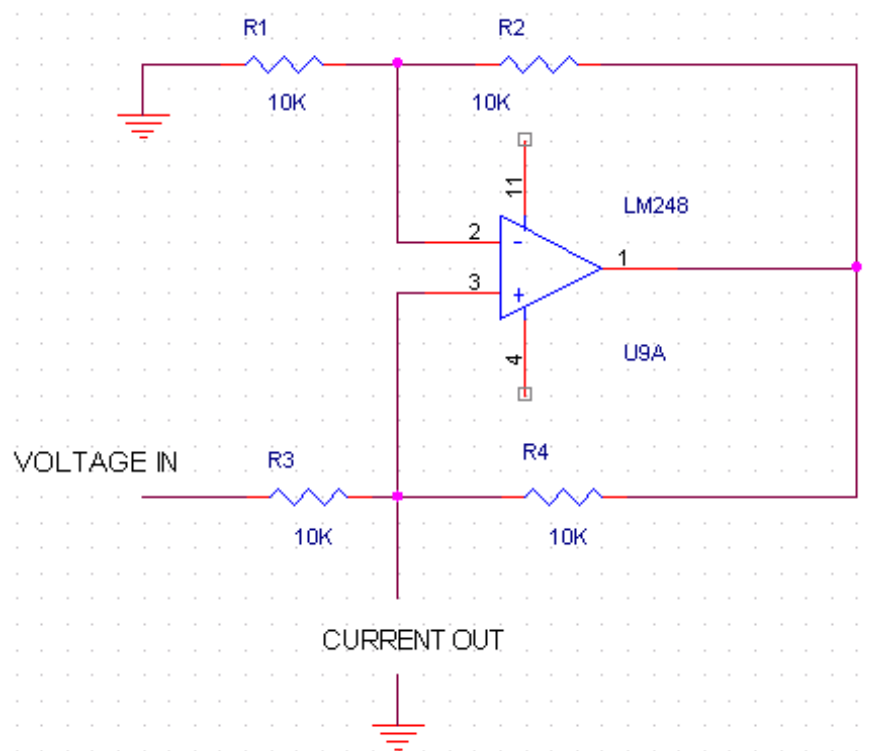 R1
R2
10K
10K
11
LM248
2
-
1
3
+
4
U9A
VOLTAGE IN
R3
R4
10K
10K
CURRENT OUT